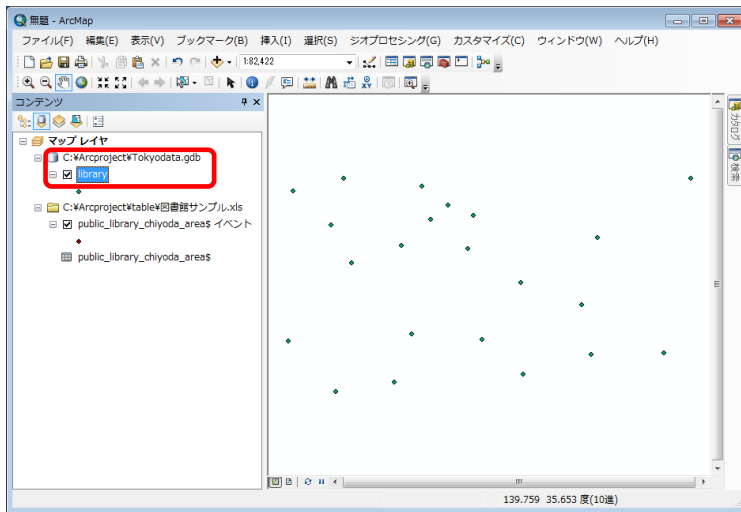 無題 - ArcMap
ファイル(F) 編集(E) 表示(V) ブックマーク(B) 挿入(I) 選択(S) ジオプロセシング(G) カスタマイズ(C) ウィンドウ(W) ヘルプ(H)
1:82,422
コンテンツ
カタログ
検索
マップ レイヤ
C:¥Arcproject¥Tokyodata.gdb
library
C:¥Arcproject¥table¥図書館サンプル.xls
public_library_chiyoda_area$ イベント
public_library_chiyoda_area$
139.759 35.653 度(10進)